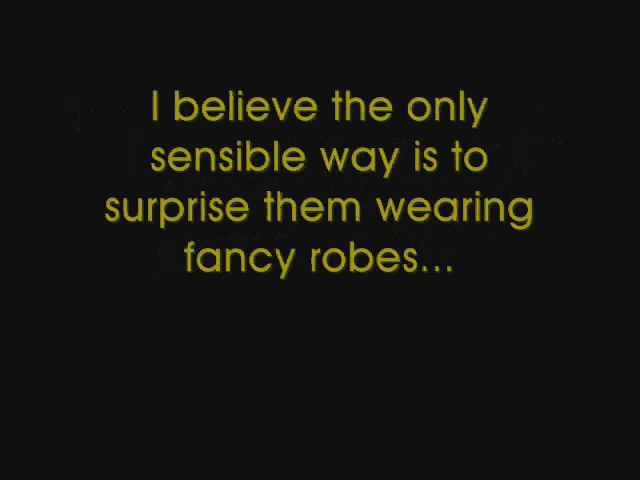 I believe the only
sensible way is to
surprise them wearing
fancy robes...